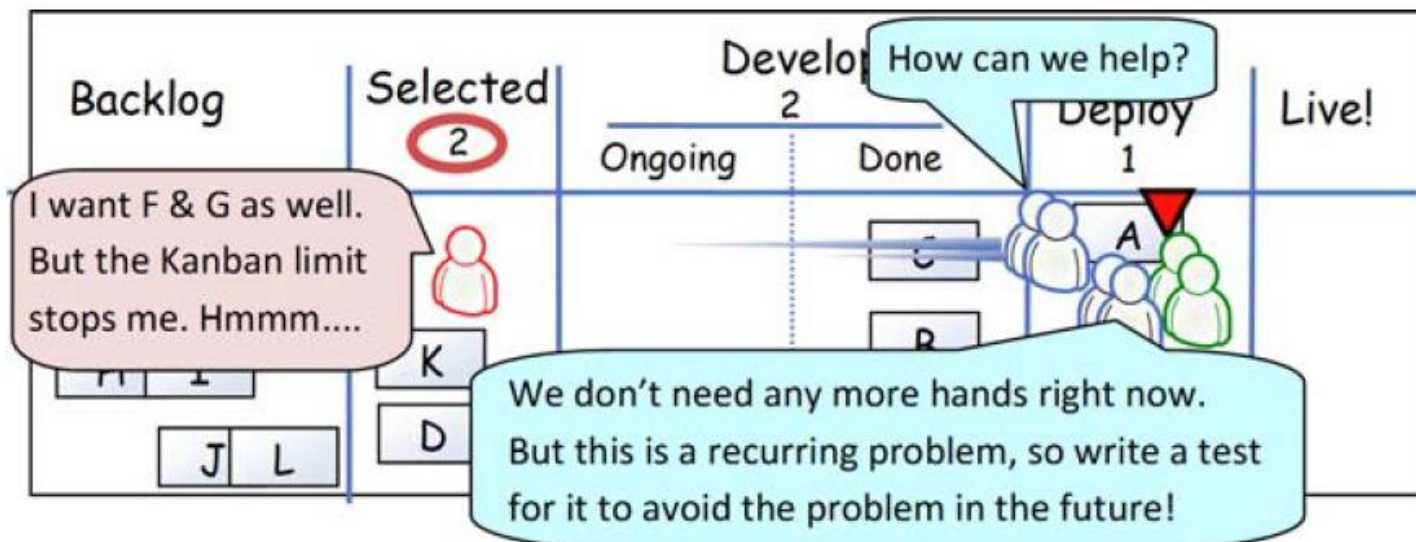 Backlog
Selected
2
Develop
2
Ongoing
Done
How can we help?
Deploy
1
Live!
I want F & G as well.
But the Kanban limit
stops me. Hmmm....
C
A
B
K
D
H I
J L
We don't need any more hands right now.
But this is a recurring problem, so write a test
for it to avoid the problem in the future!